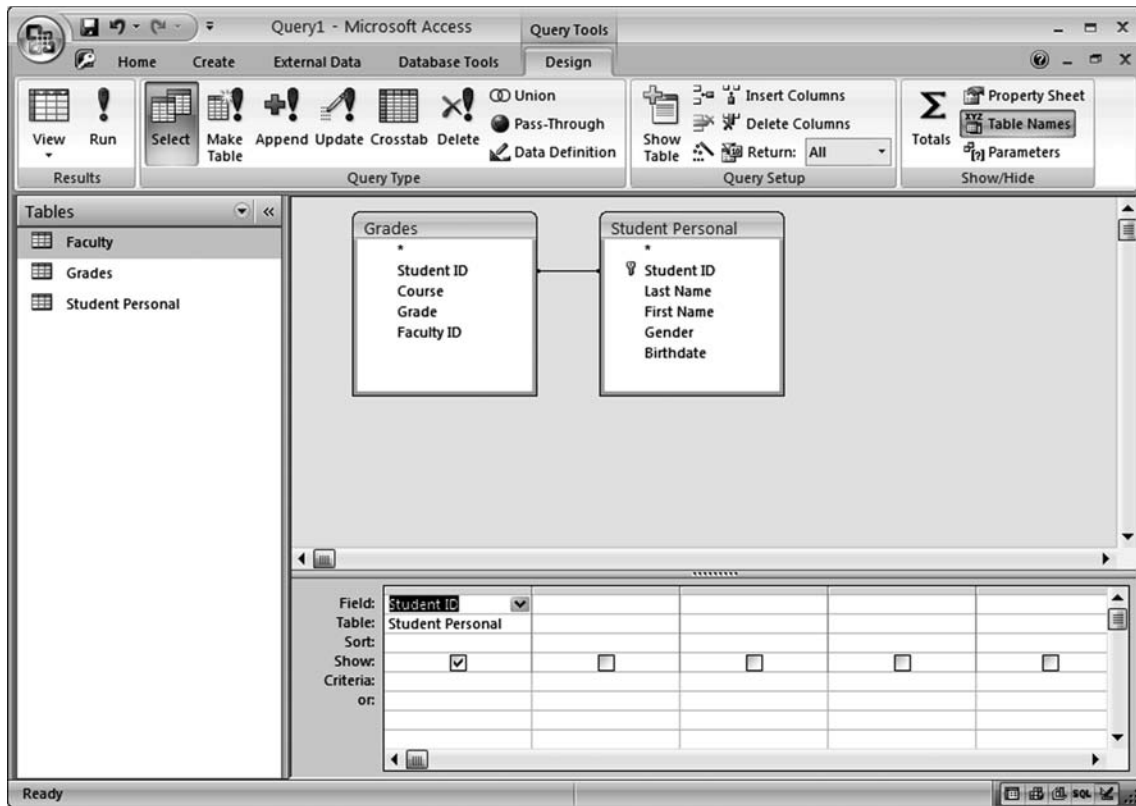 Query1 - Microsoft Access
Query Tools
Home Create External Data Database Tools Design
View
Run
Select
Make Table
Append
Update
Crosstab
Delete
Union
Pass-Through
Data Definition
Show Table
Insert Columns
Delete Columns
Return: All
Totals
Property Sheet
XYZ
Table Names
Parameters
Results
Query Type
Query Setup
Show/Hide
Tables
Faculty
Grades
Student Personal
Grades
*
Student ID
Course
Grade
Faculty ID
Student Personal
*
Student ID
Last Name
First Name
Gender
Birthdate
Field: Student ID
Table: Student Personal
Sort:
Show:
Criteria:
or:
Ready
SQL